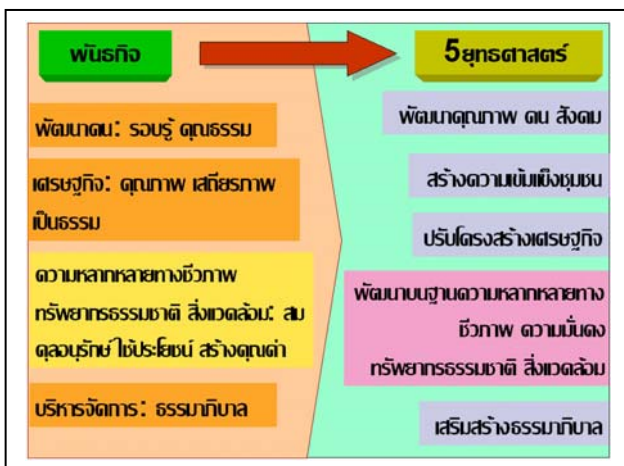 พันธกิจ
พัฒนาคน: รอบรู้ คุณธรรม
เศรษฐกิจ: คุณภาพ เสถียรภาพ
เป็นธรรม
ความหลากหลายทางชีวภาพ
ทรัพยากรธรรมชาติ สิ่งแวดล้อม: สม
ดุลอนุรักษ์ ใช้ประโยชน์ สร้างคุณค่า
บริหารจัดการ: ธรรมาภิบาล
5ยุทธศาสตร์
พัฒนาคุณภาพ คน สังคม
สร้างความเข้มแข็งชุมชน
ปรับโครงสร้างเศรษฐกิจ
พัฒนาบนฐานความหลากหลายทาง
ชีวภาพ ความมั่นคง
ทรัพยากรธรรมชาติ สิ่งแวดล้อม
เสริมสร้างธรรมาภิบาล